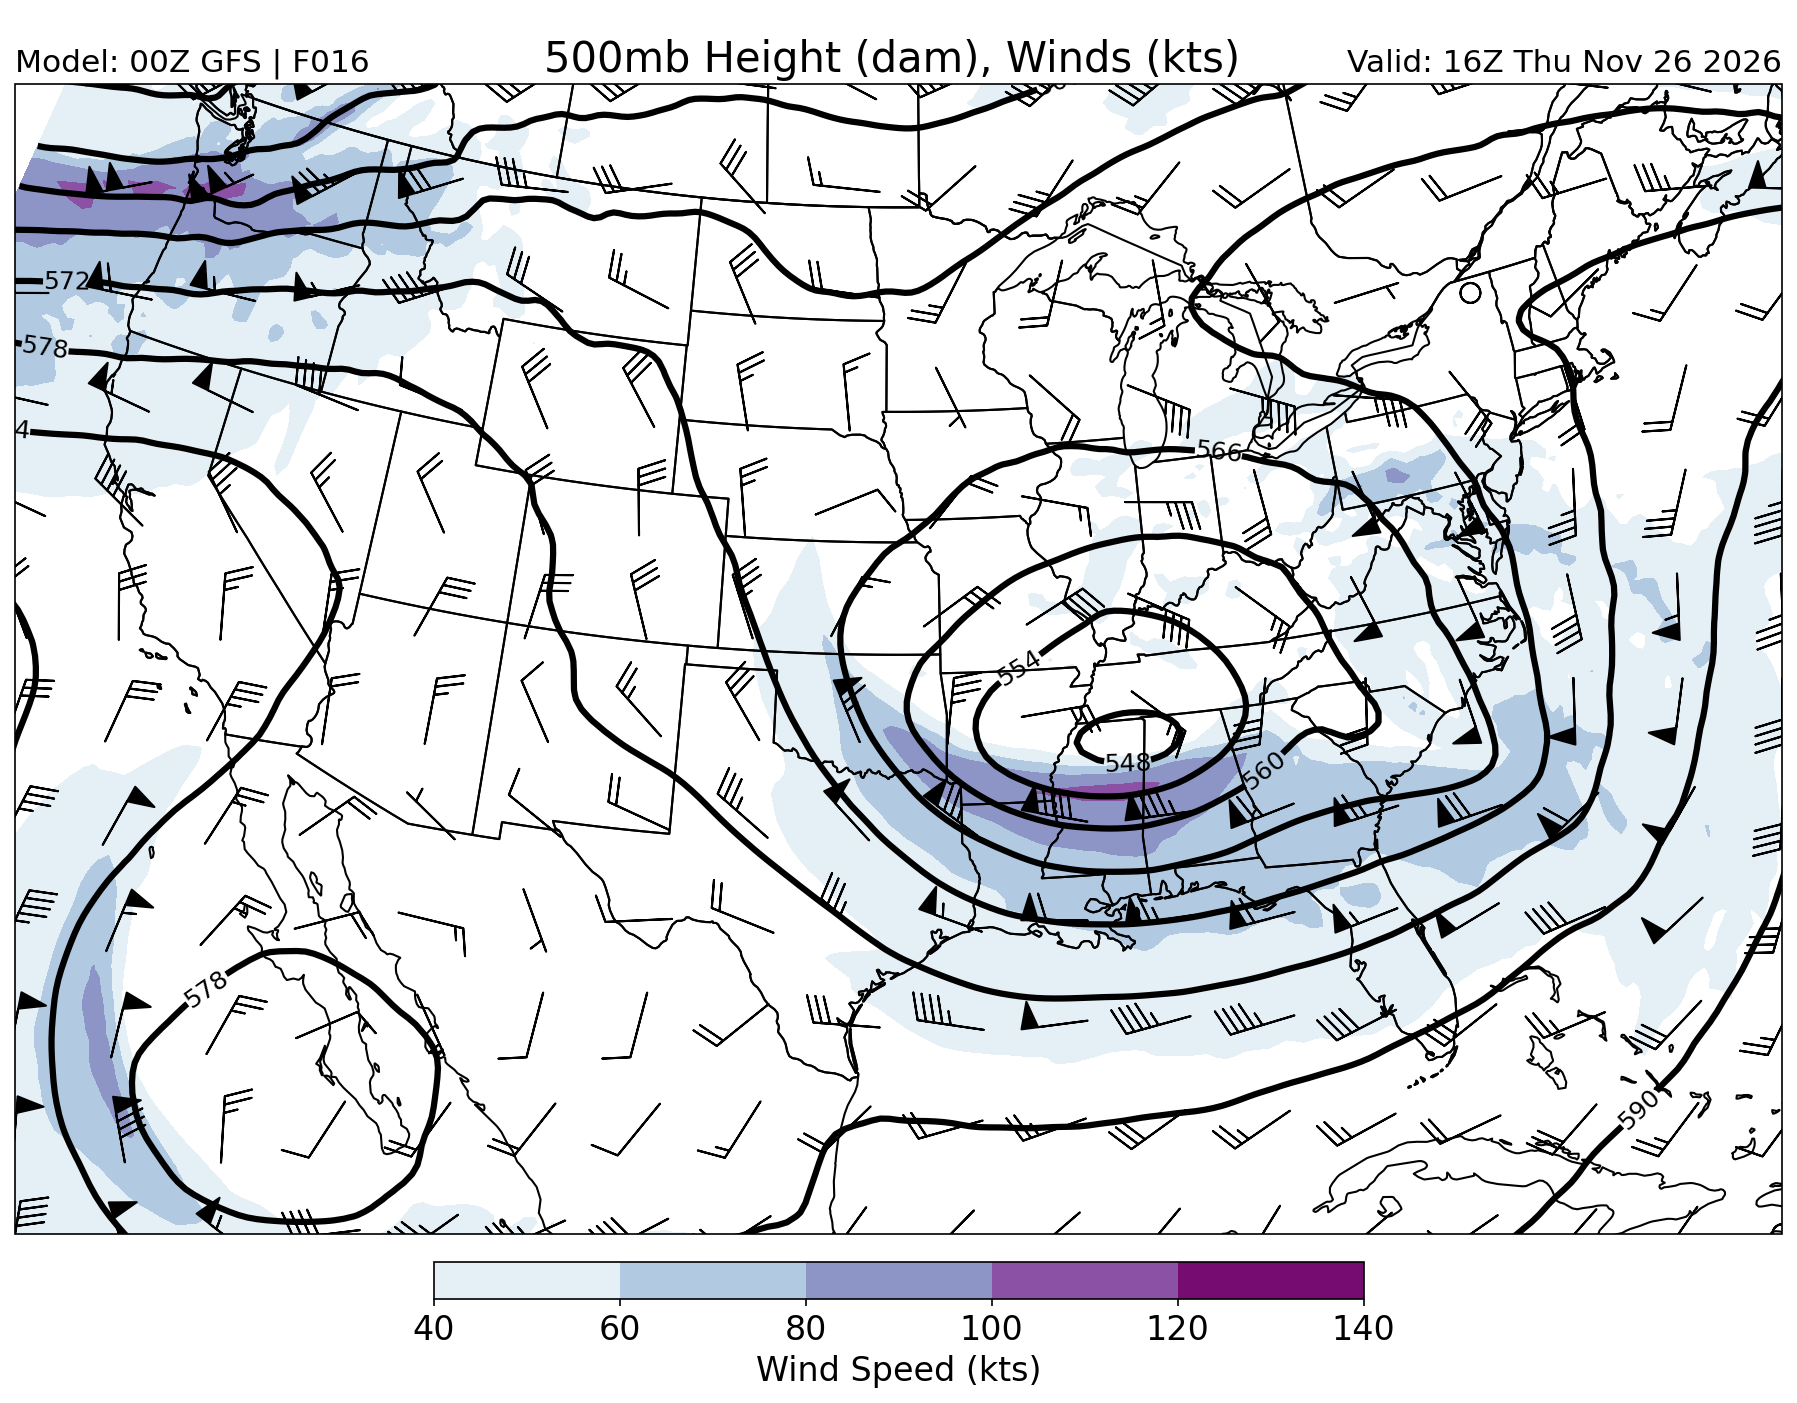 Model: 00Z GFS | F016
500mb Height (dam), Winds (kts)
Valid: 16Z Thu Nov 26 2026
572
578
4
566
554
548
560
578
590
40 60 80 100 120 140
Wind Speed (kts)